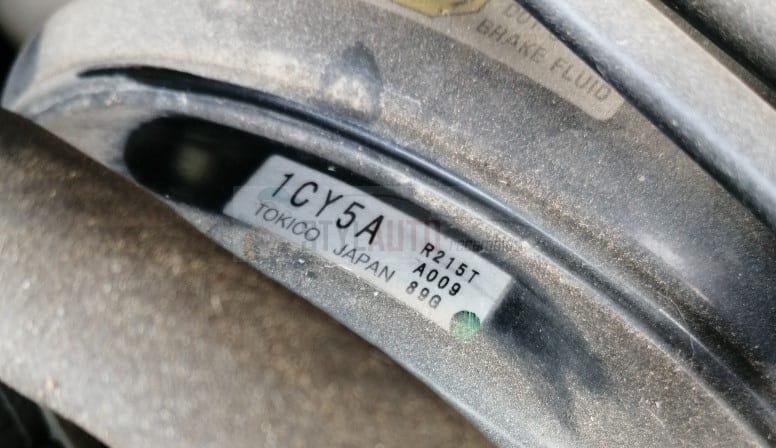 BRAKE FLUID
1CY5A
TOKICO JAPAN
R215T
A009
89G